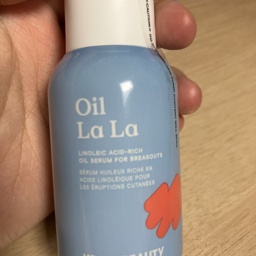 Oil
La La
LINOLEIC ACID-RICH
OIL SERUM FOR BREAKOUTS
SÉRUM HUILEUX RICHE EN
ACIDE LINOLÉIQUE POUR
LES ÉRUPTIONS CUTANÉES
BEAUTY